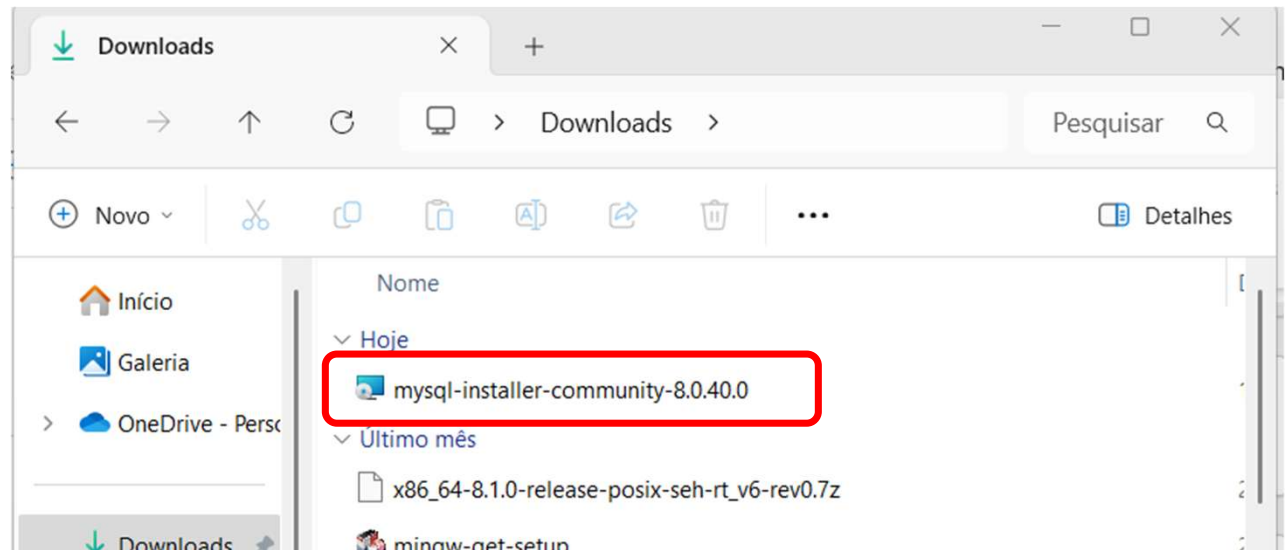 Downloads
Downloads
Pesquisar
Novo
Detalhes
Início
Galeria
OneDrive - Persc
Downloads
Nome
Hoje
mysql-installer-community-8.0.40.0
Último mês
x86_64-8.1.0-release-posix-seh-rt_v6-rev0.7z
mingw-get-setup